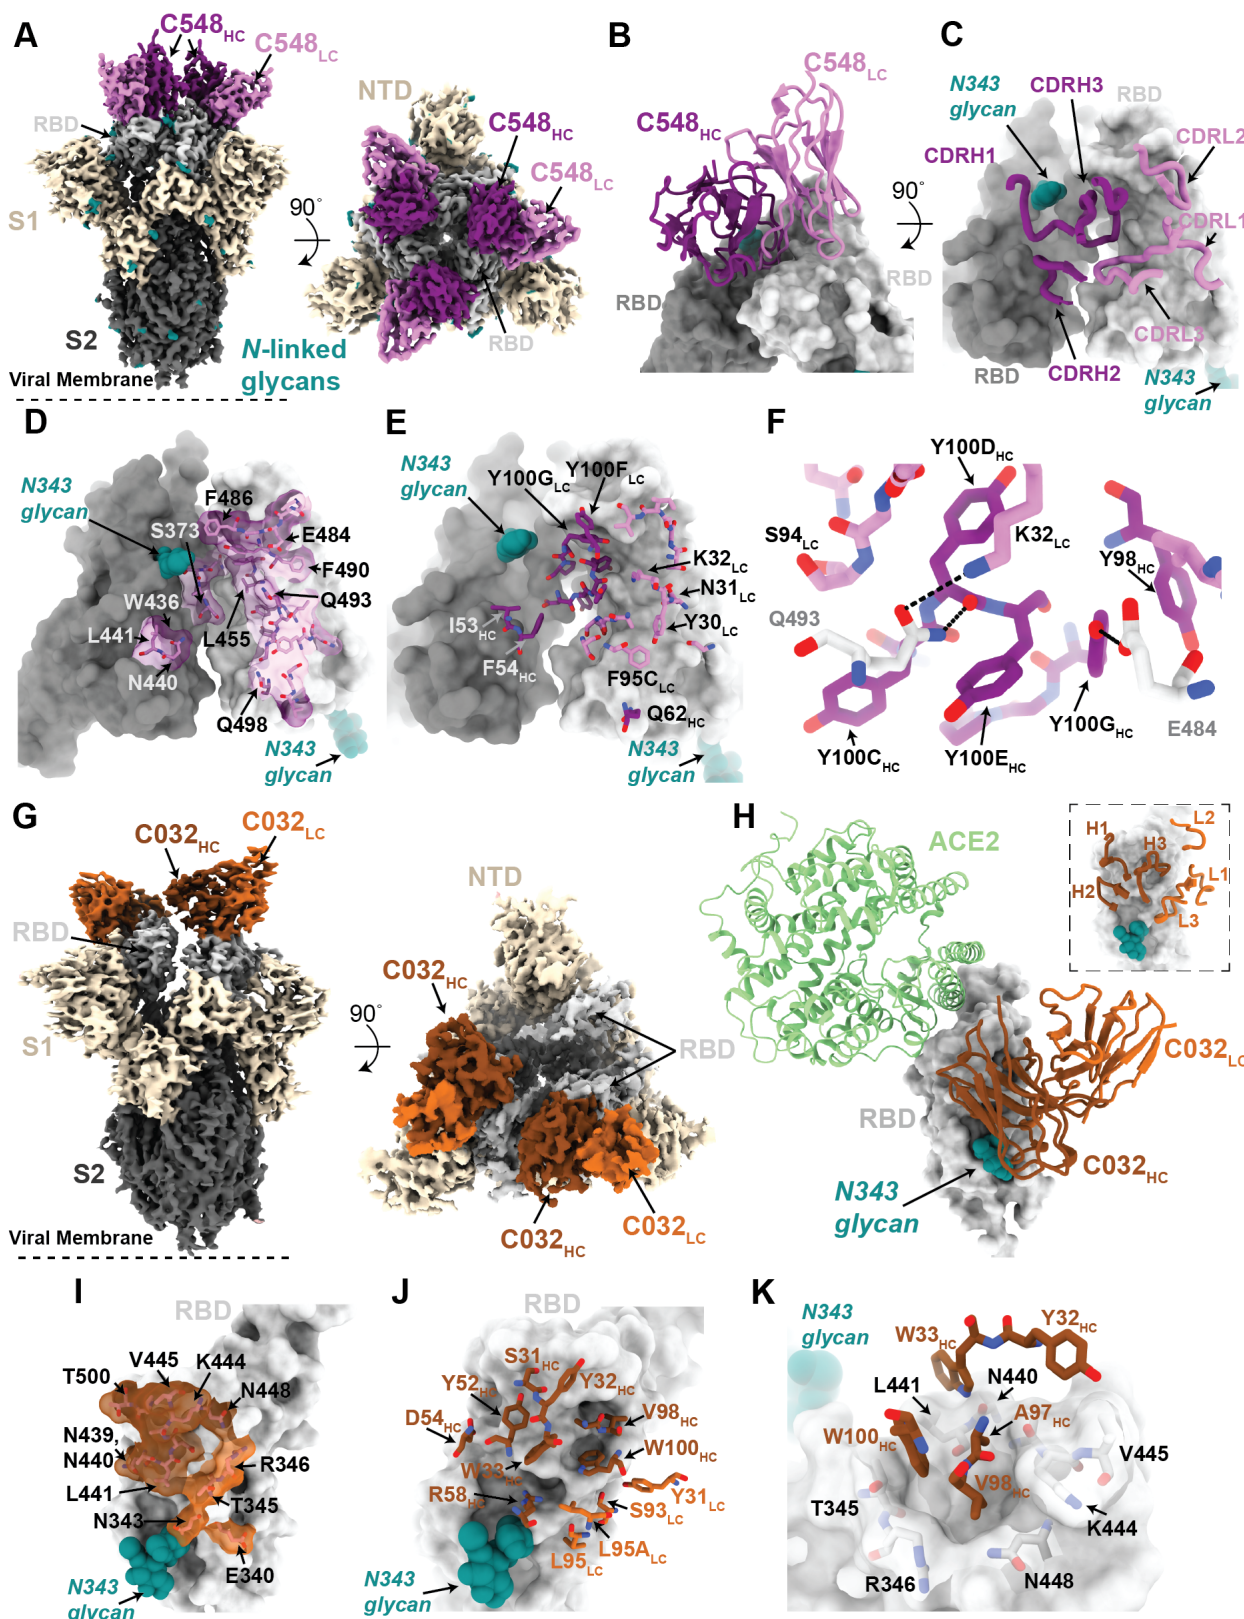 A
C548HC
C548LC
RBD
S1
S2
Viral Membrane
90°
NTD
C548HC
C548LC
RBD
N-linked
glycans
B
C548LC
C548HC
RBD
RBD
90°
C
N343
glycan
CDRH3
RBD
CDRL2
CDRH1
CDRL1
CDRL3
RBD
CDRH2
N343
glycan
D
N343
glycan
F486
S373
E484
F490
W436
Q493
L441
L455
N440
Q498
N343
glycan
E
N343
glycan
Y100GLC
Y100FLC
K32LC
N31LC
I53HC
Y30LC
F54HC
F95CLC
Q62HC
N343
glycan
F
Y100DHC
S94LC
K32LC
Y98HC
Q493
Y100CHC
Y100EHC
Y100GHC
E484
G
C032HC
C032LC
RBD
S1
S2
Viral Membrane
90°
NTD
C032HC
RBD
C032HC
C032LC
H
ACE2
H1
L2
H3
H2
L1
L3
C032LC
RBD
C032HC
N343
glycan
I
RBD
V445
K444
T500
N448
N439,
N440
R346
L441
T345
N343
E340
N343
glycan
J
RBD
S31HC
Y32HC
Y52HC
D54HC
V98HC
W33HC
W100HC
R58HC
Y31LC
S93LC
L95LC
L95ALC
N343
glycan
K
N343
glycan
Y32HC
W33HC
N440
L441
A97HC
W100HC
V445
V98HC
T345
K444
R346
N448